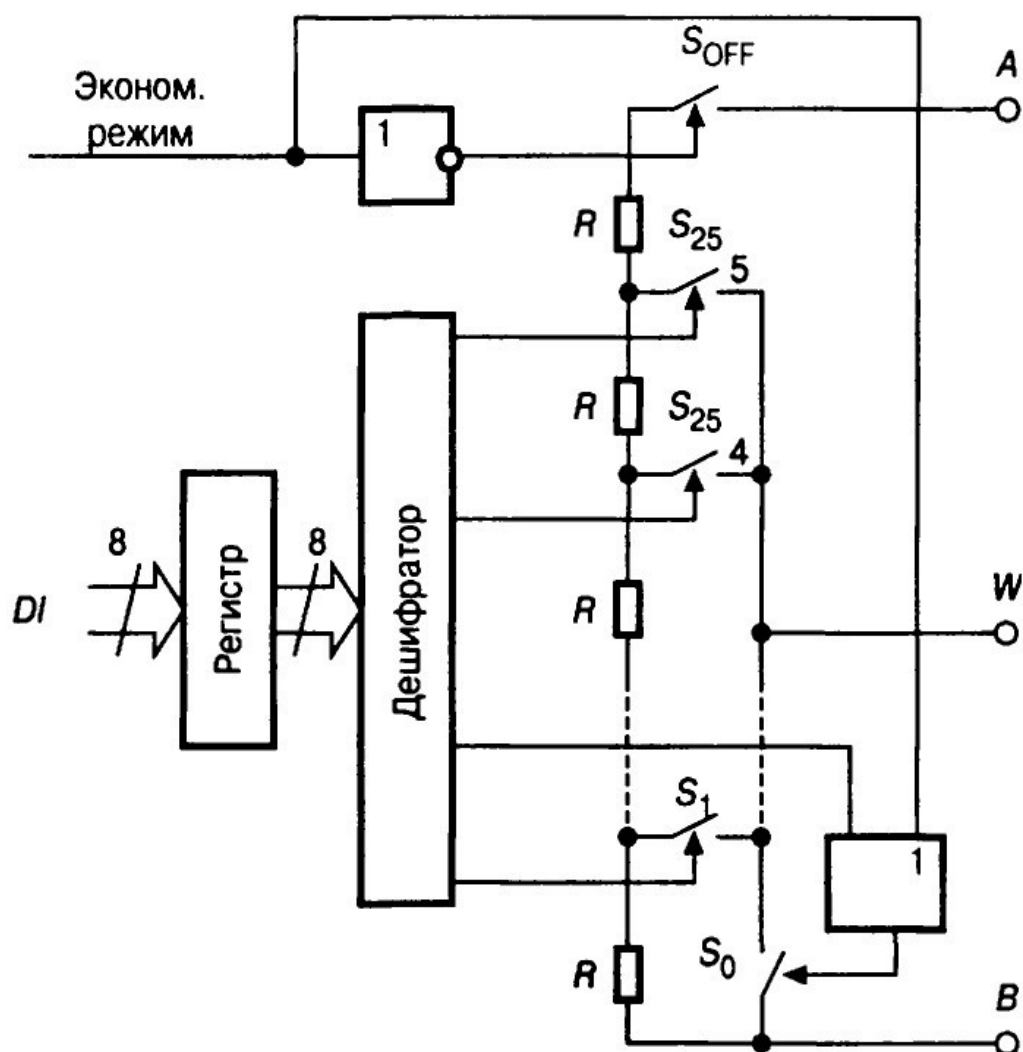 S_OFF
A
Эконом.
режим
1
R
S_25
5
R
S_25
4
8
8
DI
Регистр
Дешифратор
R
W
S_1
1
S_0
R
B